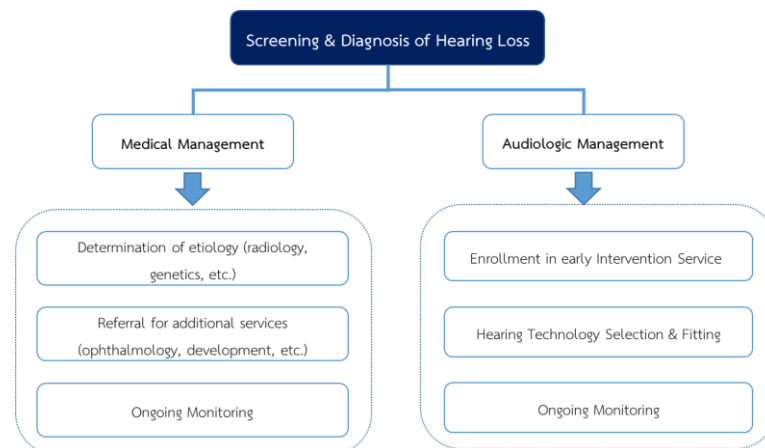 Screening & Diagnosis of Hearing Loss
Medical Management
Audiologic Management
Determination of etiology (radiology,
genetics, etc.)
Referral for additional services
(ophthalmology, development, etc.)
Ongoing Monitoring
Enrollment in early Intervention Service
Hearing Technology Selection & Fitting
Ongoing Monitoring